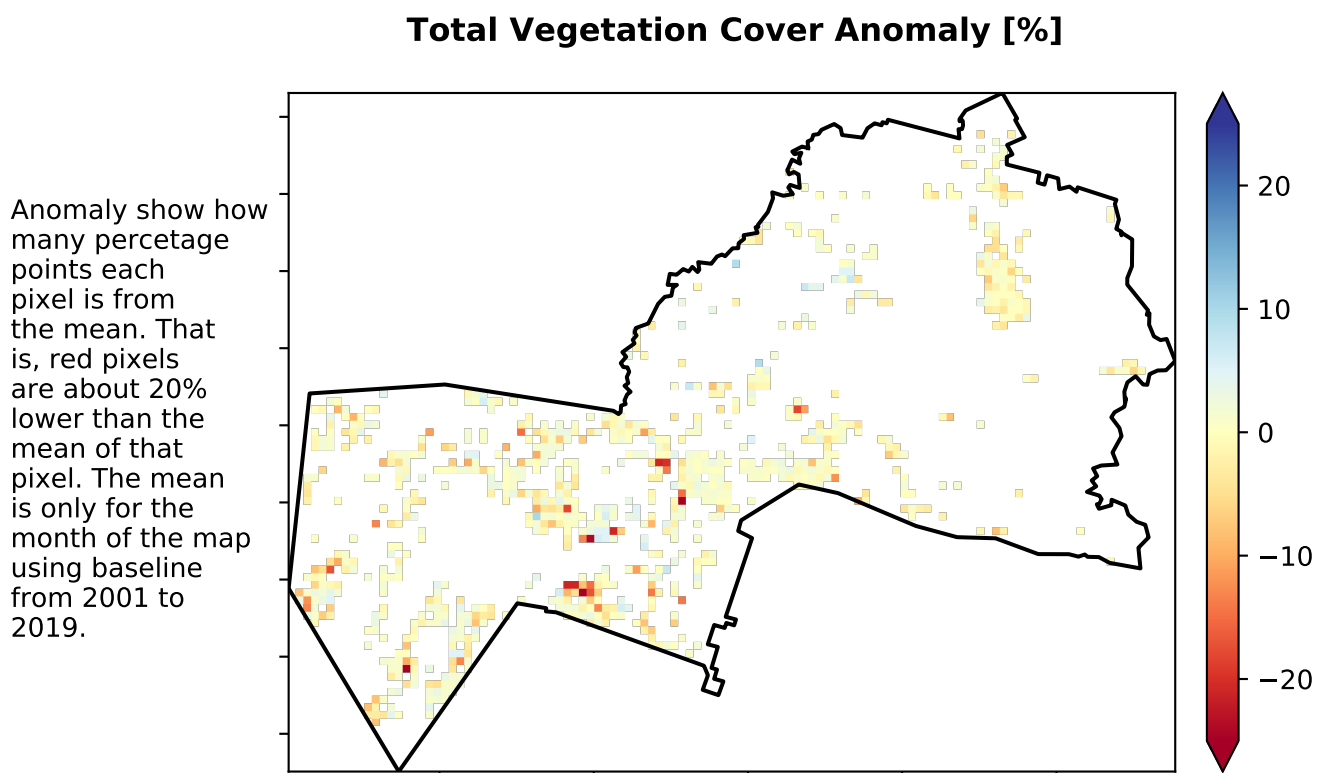 Total Vegetation Cover Anomaly [%]
Anomaly show how
many percetage
points each
pixel is from
the mean. That
is, red pixels
are about 20%
lower than the
mean of that
pixel. The mean
is only for the
month of the map
using baseline
from 2001 to
2019.
20
10
0
−10
−20